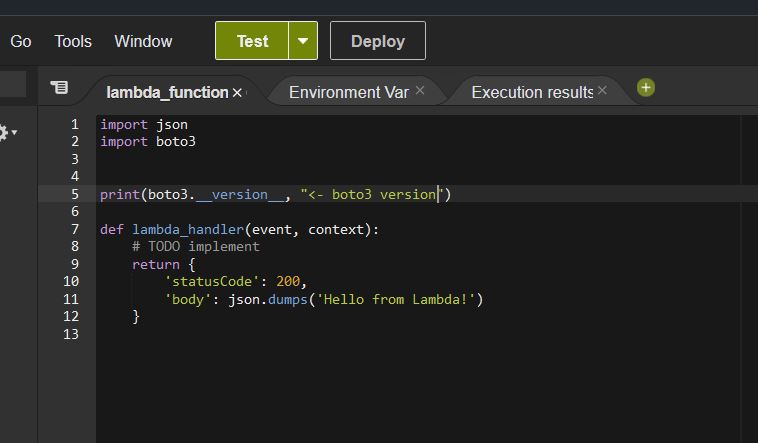 Go Tools Window Test Deploy
lambda_function × Environment Var × Execution results ×
1 import json
2 import boto3
3
4
5 print(boto3.__version__, "<- boto3 version")
6
7 def lambda_handler(event, context):
8     # TODO implement
9     return {
10         'statusCode': 200,
11         'body': json.dumps('Hello from Lambda!')
12     }
13